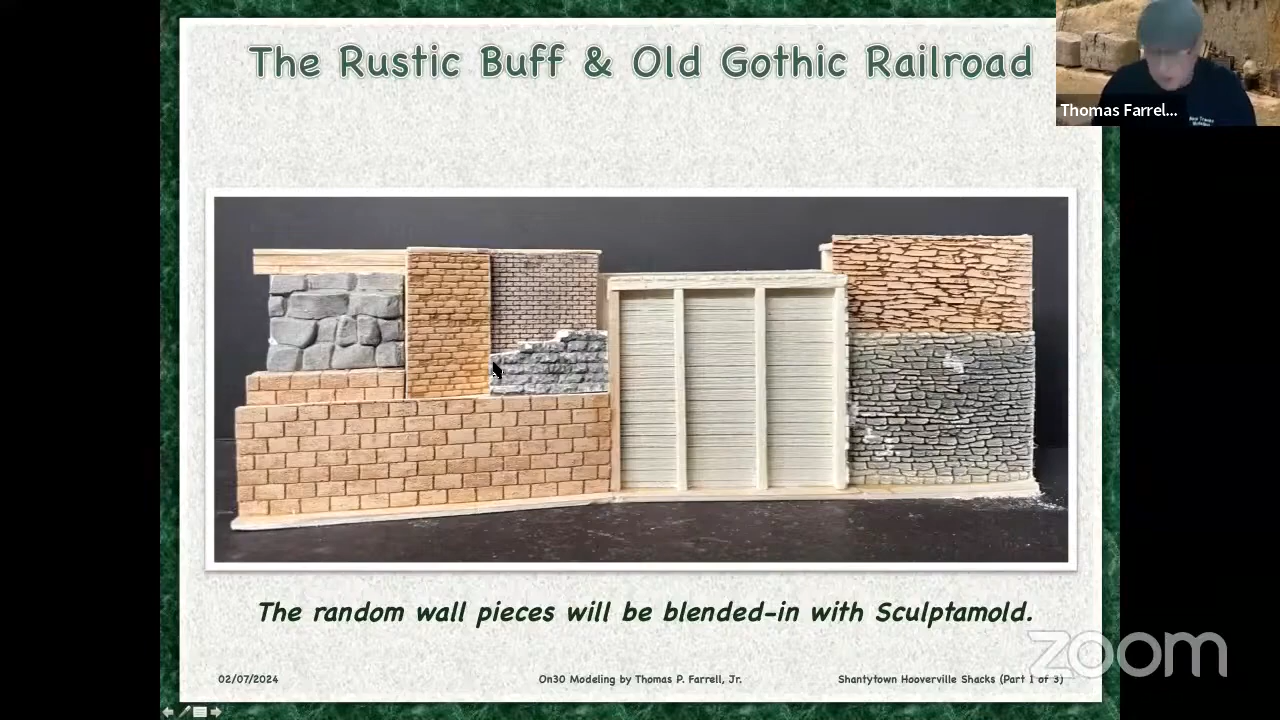 The Rustic Buff & Old Gothic Railroad
Thomas Farrel...
The random wall pieces will be blended-in with Sculptamold.
zoom
02/07/2024
On30 Modeling by Thomas P. Farrell, Jr.
Shantytown Hooverville Shacks (Part 1 of 3)